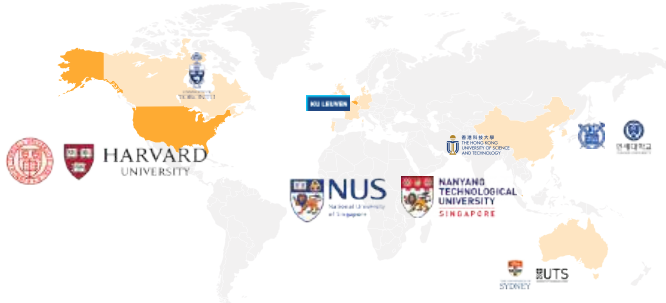 KU LEUVEN
香港科技大學
THE HONG KONG
UNIVERSITY OF SCIENCE
AND TECHNOLOGY
연세대학교
HARVARD
UNIVERSITY
NUS
National University
of Singapore
NANYANG
TECHNOLOGICAL
UNIVERSITY
SINGAPORE
SYDNEY
UTS